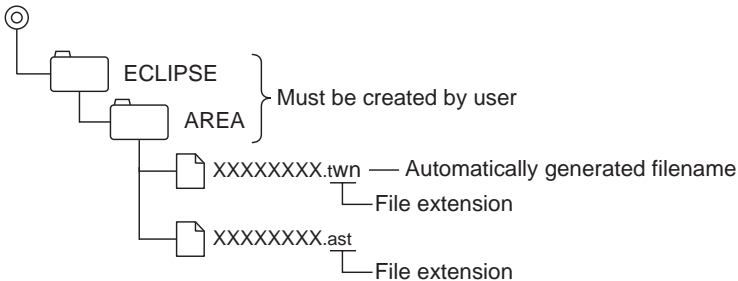 ECLIPSE
Must be created by user
AREA
XXXXXXXX.twn Automatically generated filename
File extension
XXXXXXXX.ast
File extension